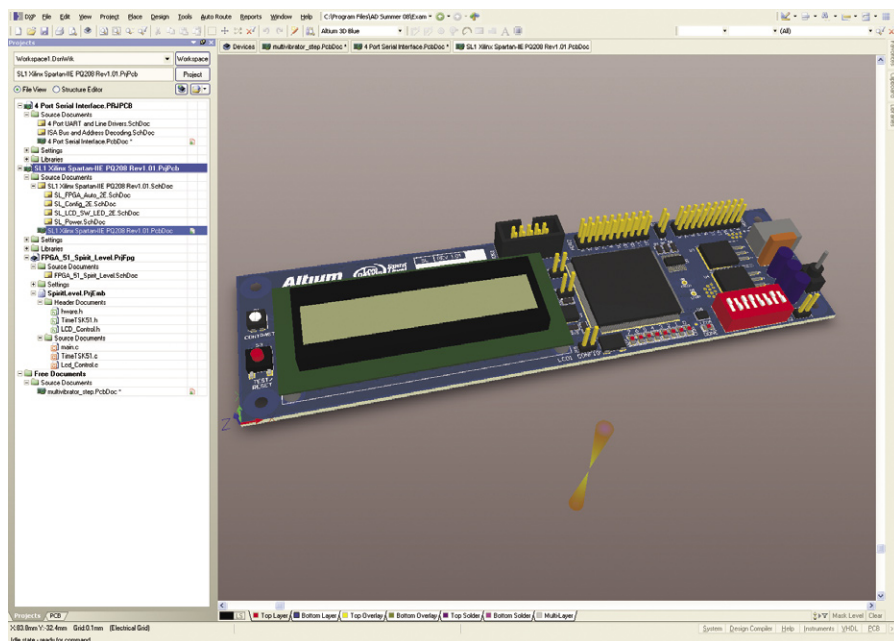 DXP File Edit View Project Place Design Tools Auto Route Reports Window Help C:\Program Files\AD Summer 08\Exam
Altium 3D Blue
(All)
Projects
Devices multivibrator_step.PcbDoc * 4 Port Serial Interface.PcbDoc * SL1 Xilinx Spartan-IIE PQ208 Rev1.01.PcbDoc
Workspace1.DsnWrk Workspace
SL1 Xilinx Spartan-IIE PQ208 Rev1.01.PrjPcb Project
File View Structure Editor
4 Port Serial Interface.PRJPCB
Source Documents
4 Port UART and Line Drivers.SchDoc
ISA Bus and Address Decoding.SchDoc
4 Port Serial Interface.PcbDoc *
Settings
Libraries
SL1 Xilinx Spartan-IIE PQ208 Rev1.01.PrjPcb
Source Documents
SL1 Xilinx Spartan-IIE PQ208 Rev1.01.SchDoc
SL_FPGA_Auto_2E.SchDoc
SL_Config_2E.SchDoc
SL_LCD_SW_LED_2E.SchDoc
SL_Power.SchDoc
SL1 Xilinx Spartan-IIE PQ208 Rev1.01.PcbDoc
Settings
Libraries
FPGA_51_Spirit_Level.PrjFpg
Source Documents
FPGA_51_Spirit_Level.SchDoc
Settings
SpiritLevel.PrjEmb
Header Documents
hware.h
TimeTSK51.h
LCD_Control.h
Source Documents
main.c
TimeTSK51.c
Lcd_Control.c
Free Documents
Source Documents
multivibrator_step.PcbDoc *
Altium
REV 1.01
CONTRAST
TEST/
RESET
LCD1
CONFIG
Z
Projects PCB
LS Top Layer Bottom Layer Top Overlay Bottom Overlay Top Solder Bottom Solder Multi-Layer
Mask Level Clear
X:83.8mm Y:-32.4mm Grid:0.1mm (Electrical Grid)
System Design Compiler Help Instruments VHDL PCB
Idle state - ready for command